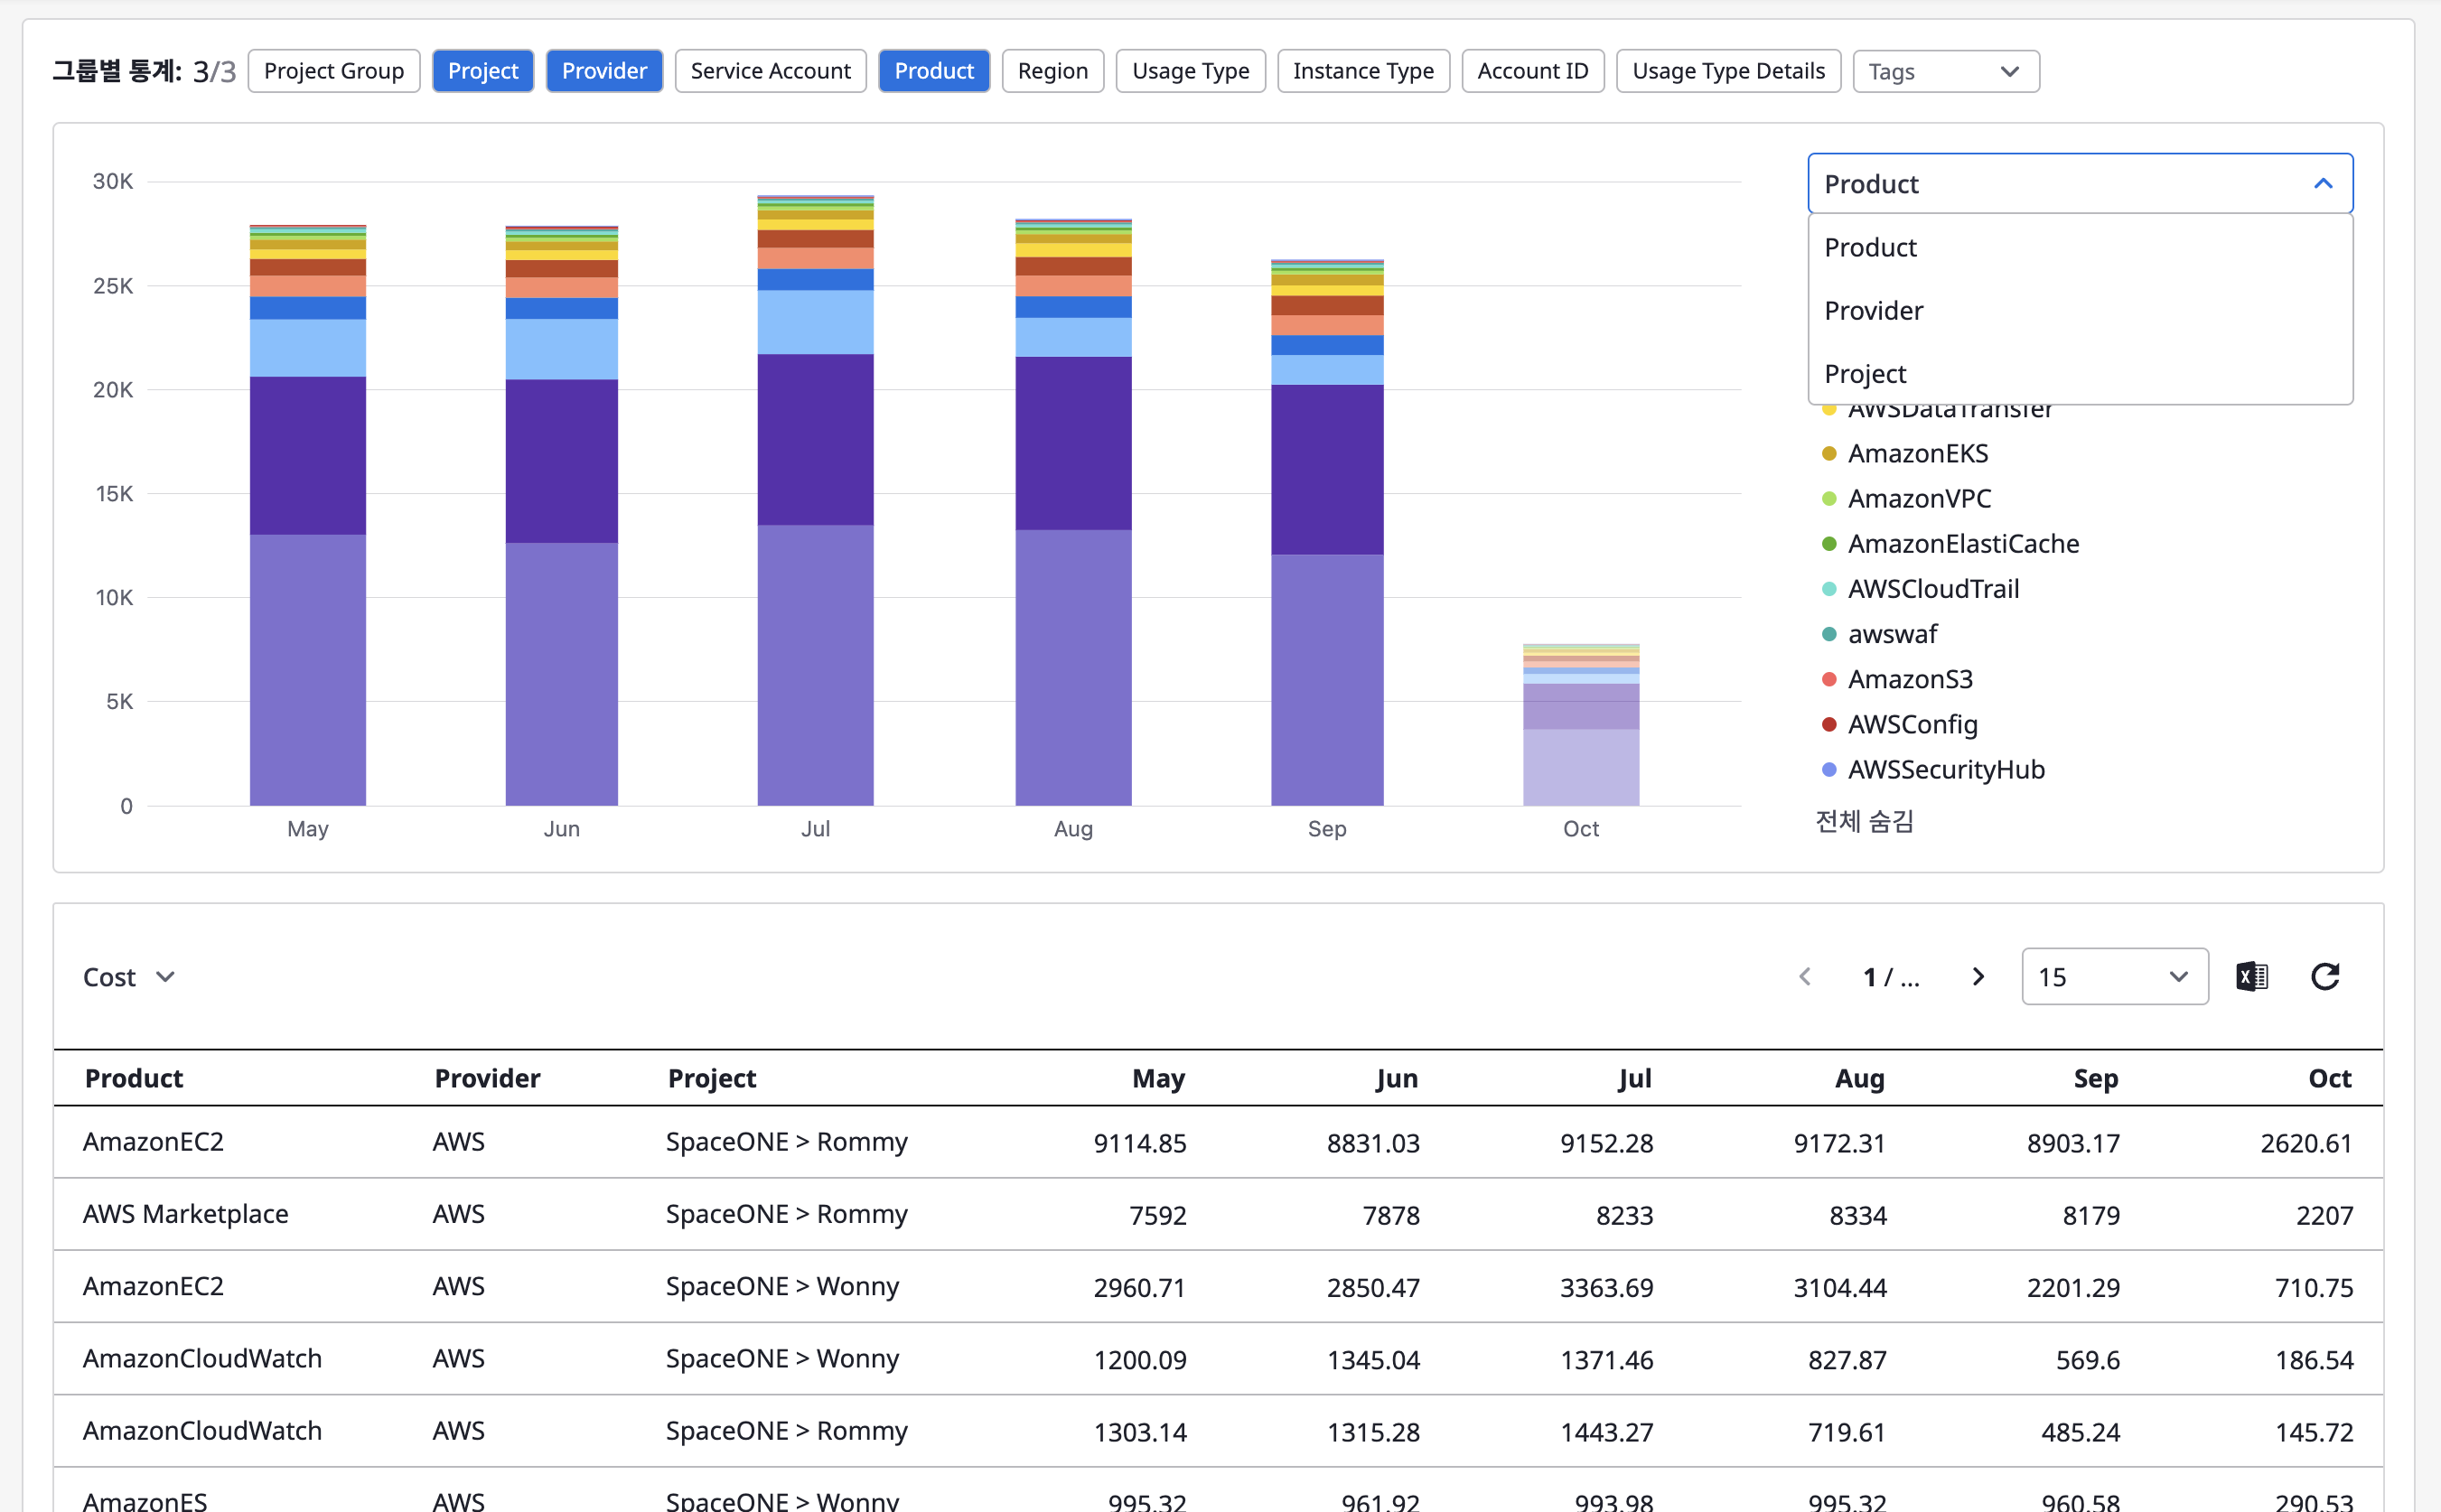 그룹별 통계: 3/3 Project Group Project Provider Service Account Product Region Usage Type Instance Type Account ID Usage Type Details Tags
30K
25K
20K
15K
10K
5K
0
May Jun Jul Aug Sep Oct
Product
Product
Provider
Project
AWSDataTransfer
AmazonEKS
AmazonVPC
AmazonElastiCache
AWSCloudTrail
awswaf
AmazonS3
AWSConfig
AWSSecurityHub
전체 숨김
Cost 1 / ... 15
Product Provider Project May Jun Jul Aug Sep Oct
AmazonEC2 AWS SpaceONE > Rommy 9114.85 8831.03 9152.28 9172.31 8903.17 2620.61
AWS Marketplace AWS SpaceONE > Rommy 7592 7878 8233 8334 8179 2207
AmazonEC2 AWS SpaceONE > Wonny 2960.71 2850.47 3363.69 3104.44 2201.29 710.75
AmazonCloudWatch AWS SpaceONE > Wonny 1200.09 1345.04 1371.46 827.87 569.6 186.54
AmazonCloudWatch AWS SpaceONE > Rommy 1303.14 1315.28 1443.27 719.61 485.24 145.72
AmazonES AWS SpaceONE > Wonny 995.32 961.92 993.98 995.32 960.58 290.53